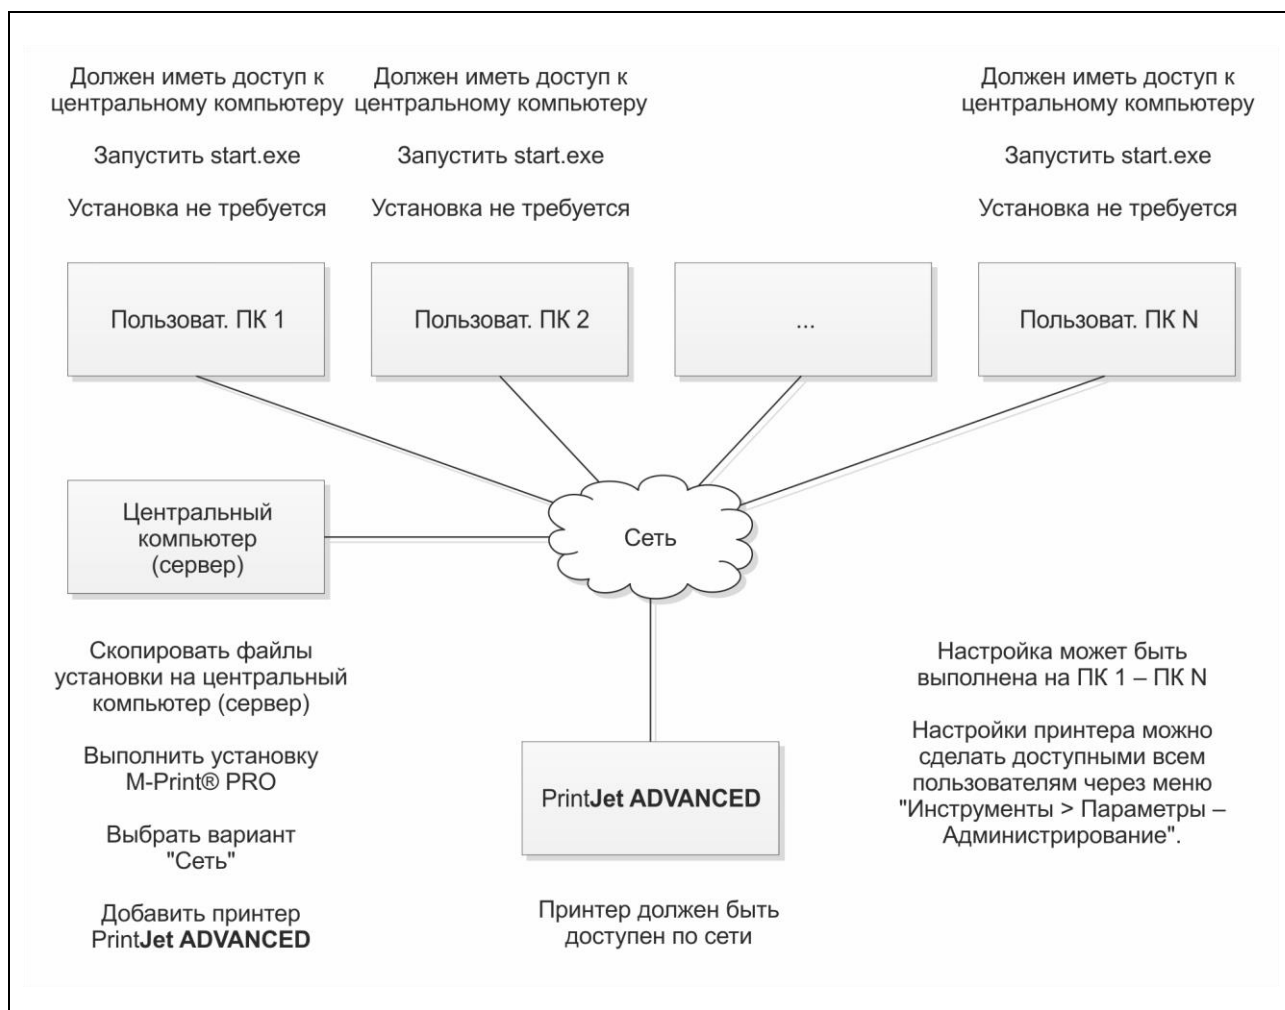 Должен иметь доступ к
центральному компьютеру
Запустить start.exe
Установка не требуется
Должен иметь доступ к
центральному компьютеру
Запустить start.exe
Установка не требуется
Должен иметь доступ к
центральному компьютеру
Запустить start.exe
Установка не требуется
Пользоват. ПК 1
Пользоват. ПК 2
...
Пользоват. ПК N
Центральный
компьютер
(сервер)
Сеть
Скопировать файлы
установки на центральный
компьютер (сервер)
Выполнить установку
M-Print® PRO
Выбрать вариант
"Сеть"
Добавить принтер
PrintJet ADVANCED
PrintJet ADVANCED
Принтер должен быть
доступен по сети
Настройка может быть
выполнена на ПК 1 – ПК N
Настройки принтера можно
сделать доступными всем
пользователям через меню
"Инструменты > Параметры –
Администрирование".